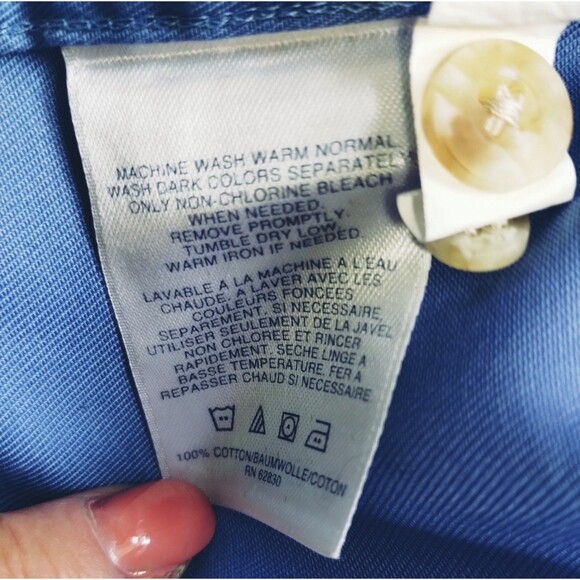 MACHINE WASH WARM NORMAL
WASH DARK COLORS SEPARATELY
ONLY NON-CHLORINE BLEACH
WHEN NEEDED.
REMOVE PROMPTLY.
TUMBLE DRY LOW.
WARM IRON IF NEEDED.
LAVABLE A LA MACHINE A L'EAU
CHAUDE, A LAVER AVEC LES
COULEURS FONCEES
SEPAREMENT. SI NECESSAIRE,
UTILISER SEULEMENT DE LA JAVEL
NON CHLOREE ET RINCER
RAPIDEMENT. SECHE LINGE A
BASSE TEMPERATURE. FER A
REPASSER CHAUD SI NECESSAIRE.
100% COTTON/BAUMWOLLE/COTON
RN 62830